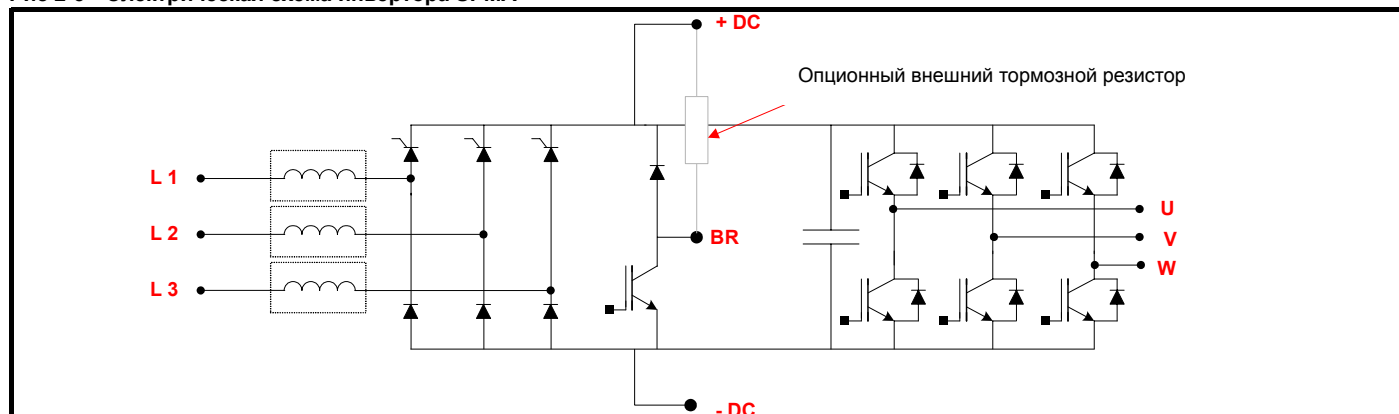 + DC
Опционный внешний тормозной резистор
L 1
L 2
L 3
BR
U
V
W
- DC